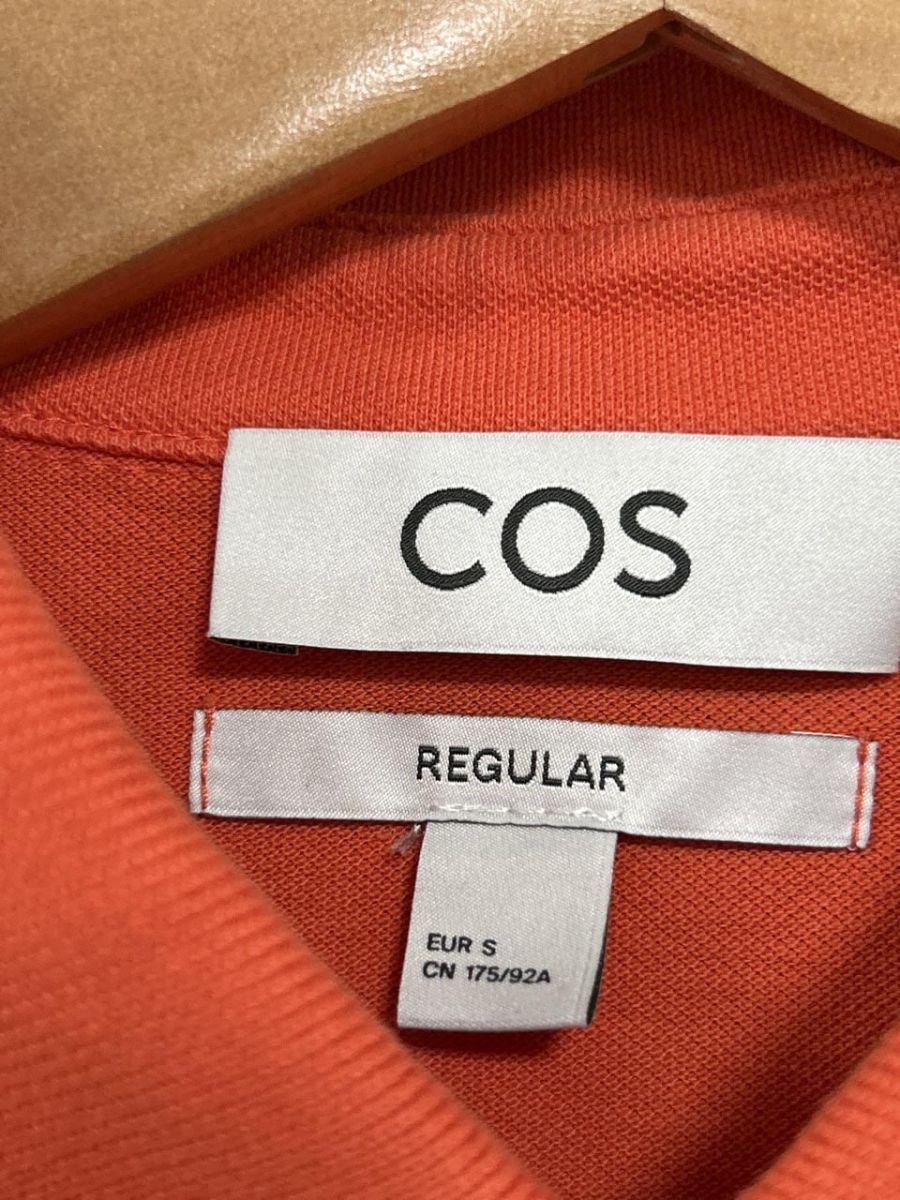 COS
REGULAR
EUR S
CN 175/92A